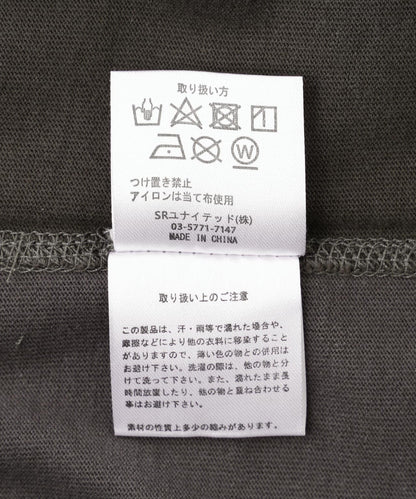 取り扱い方
W
つけ置き禁止
アイロンは当て布使用
SRユナイテッド(株)
03-5771-7147
MADE IN CHINA
取り扱い上のご注意
この製品は、汗・雨等で濡れた場合や、
摩擦などにより他の衣料に移染すること
がありますので、薄い色の物との併用は
お避け下さい。洗濯の際は、他の物と分
けて洗って下さい。また、濡れたまま長
時間放置したり、他の物と重ね合わせる
事はお避け下さい。
素材の性質上多少の縮みがあります。